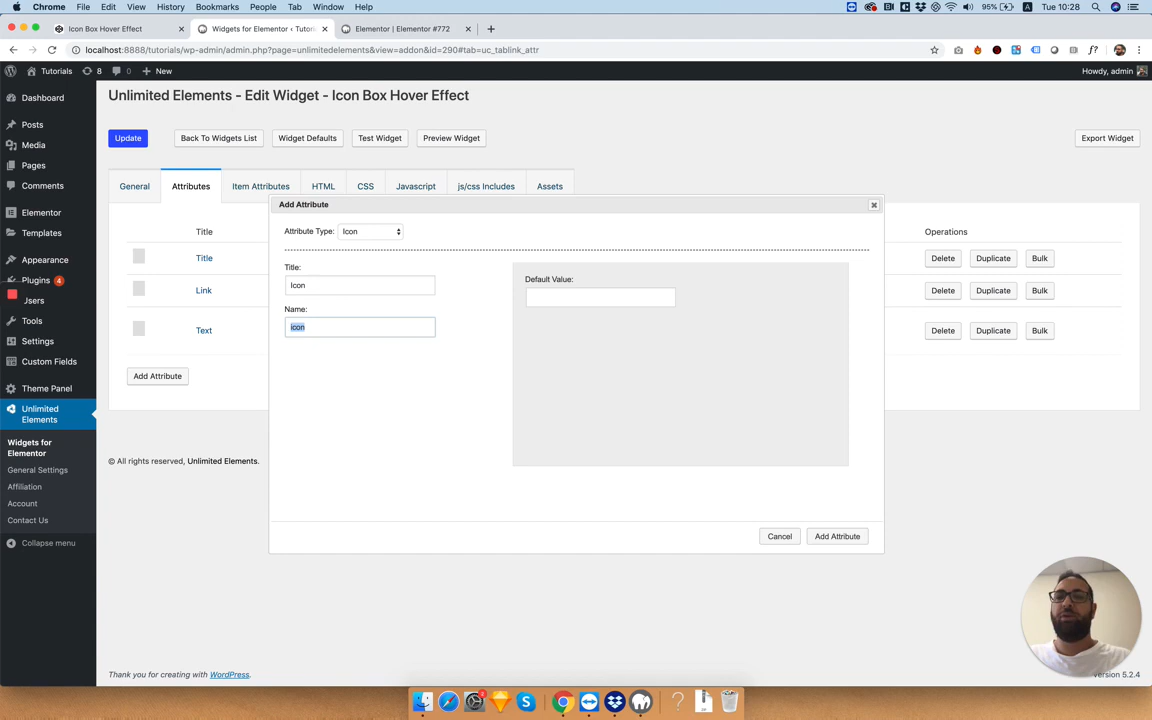 Chrome File Edit View History Bookmarks People Tab Window Help 95% A Tue 10:28
Icon Box Hover Effect
Widgets for Elementor ‹ Tutor
Elementor | Elementor #772
localhost:8888/tutorials/wp-admin/admin.php?page=unlimitedelements&view=addon&id=290#tab=uc_tablink_attr
f?
Tutorials 8 0 New Howdy, admin
Dashboard
Posts
Media
Pages
Comments
Elementor
Templates
Appearance
Plugins 4
Jsers
Tools
Settings
Custom Fields
Theme Panel
Unlimited
Elements
Widgets for
Elementor
General Settings
Affiliation
Account
Contact Us
Collapse menu
Unlimited Elements - Edit Widget - Icon Box Hover Effect
Update Back To Widgets List Widget Defaults Test Widget Preview Widget Export Widget
General Attributes Item Attributes HTML CSS Javascript js/css Includes Assets
Title Operations
Title Delete Duplicate Bulk
Link Delete Duplicate Bulk
Text Delete Duplicate Bulk
Add Attribute
Add Attribute
Attribute Type: Icon
Title:
Icon
Name:
icon
Default Value:
Cancel Add Attribute
© All rights reserved, Unlimited Elements.
Thank you for creating with WordPress.
version 5.2.4